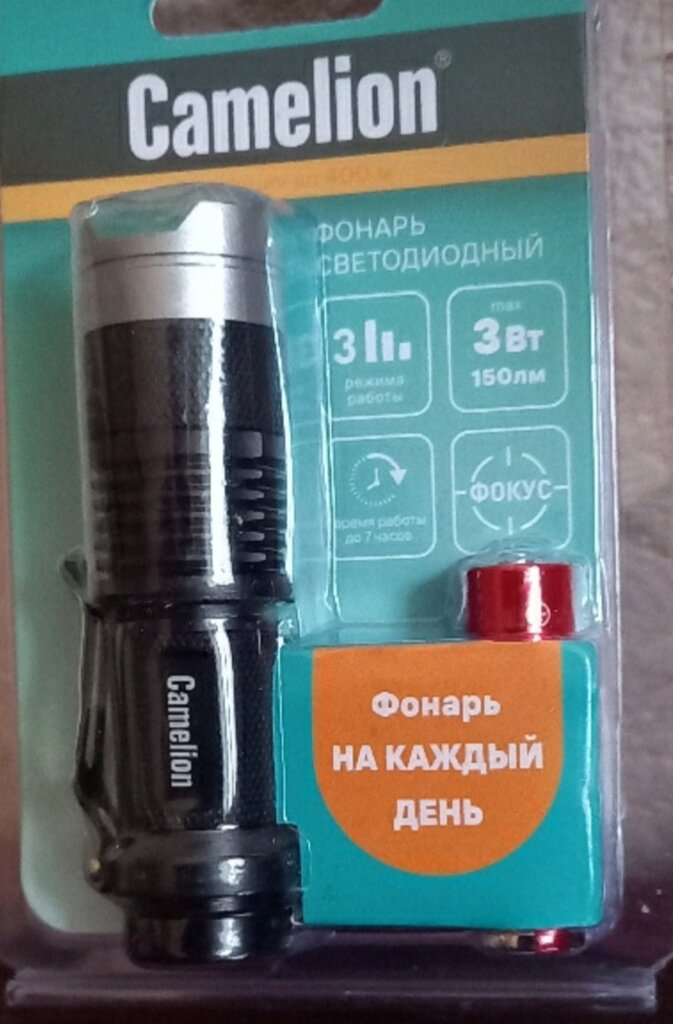 Camelion®
ФОНАРЬ
СВЕТОДИОДНЫЙ
3
режима
работы
max
3Вт
150лм
время работы
до 7 часов
ФОКУС
Camelion
Фонарь
НА КАЖДЫЙ
ДЕНЬ